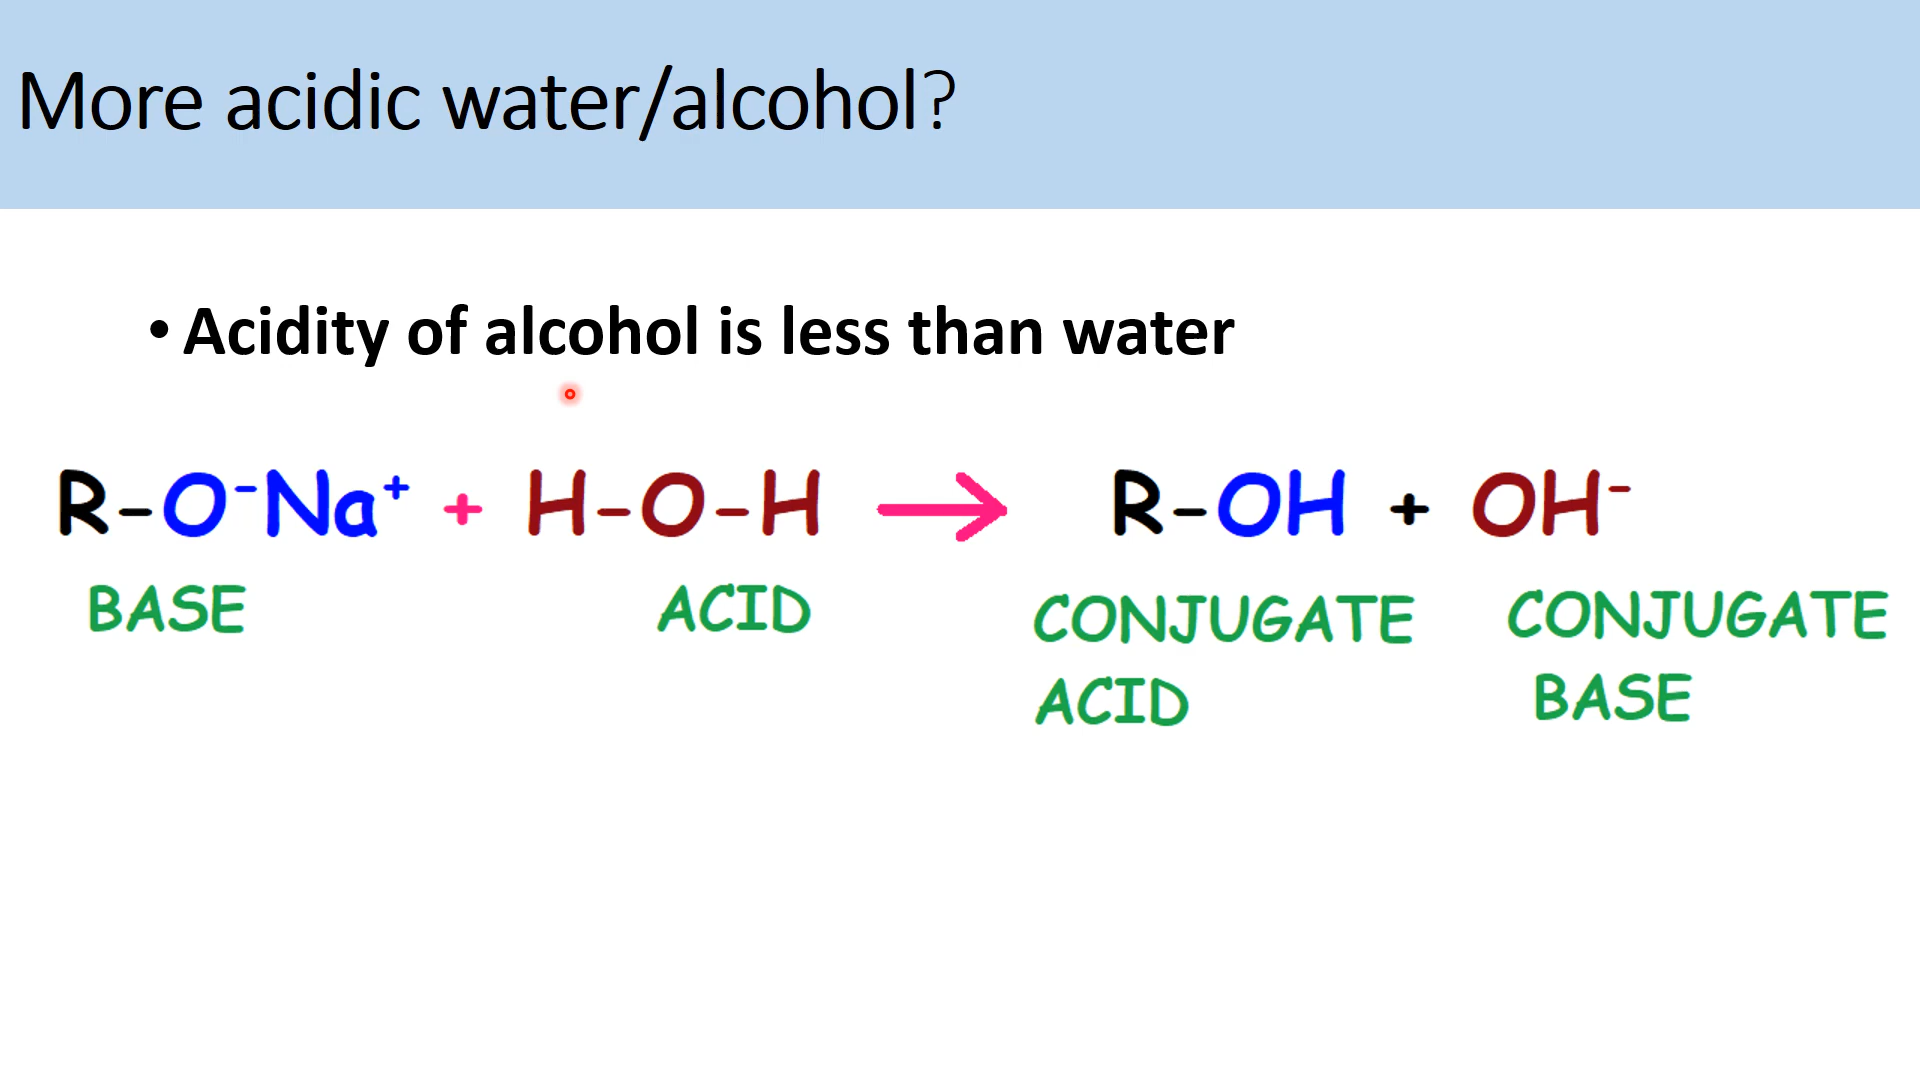 More acidic water/alcohol?
• Acidity of alcohol is less than water
R-O⁻Na⁺ + H-O-H → R-OH + OH⁻
BASE ACID CONJUGATE ACID CONJUGATE BASE